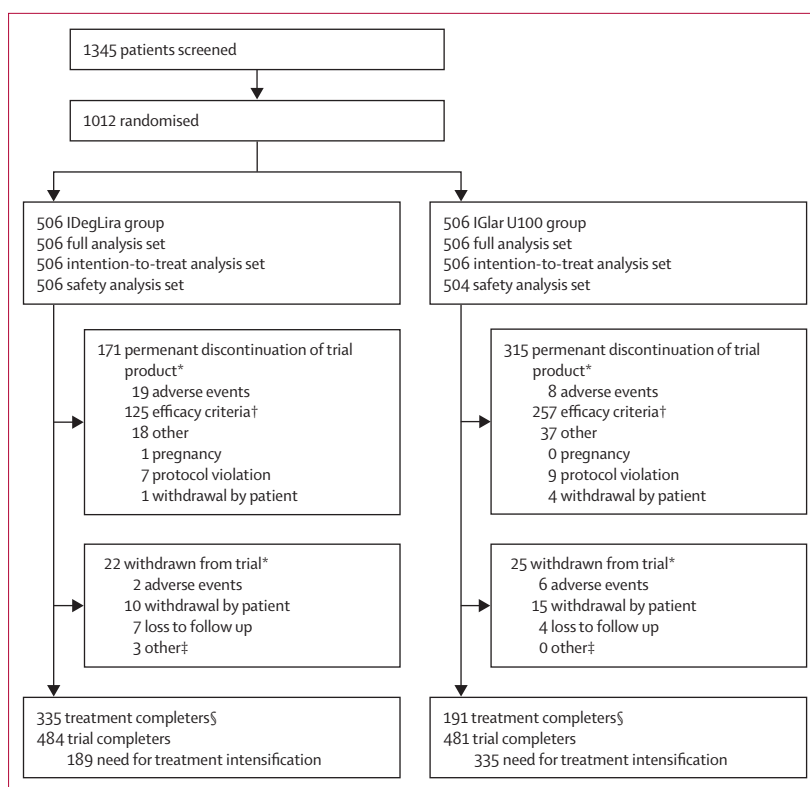 1345 patients screened
1012 randomised
506 IDegLira group
506 full analysis set
506 intention-to-treat analysis set
506 safety analysis set
506 IGlar U100 group
506 full analysis set
506 intention-to-treat analysis set
504 safety analysis set
171 permenant discontinuation of trial
product*
19 adverse events
125 efficacy criteria†
18 other
1 pregnancy
7 protocol violation
1 withdrawal by patient
315 permenant discontinuation of trial
product*
8 adverse events
257 efficacy criteria†
37 other
0 pregnancy
9 protocol violation
4 withdrawal by patient
22 withdrawn from trial*
2 adverse events
10 withdrawal by patient
7 loss to follow up
3 other‡
25 withdrawn from trial*
6 adverse events
15 withdrawal by patient
4 loss to follow up
0 other‡
335 treatment completers§
484 trial completers
189 need for treatment intensification
191 treatment completers§
481 trial completers
335 need for treatment intensification